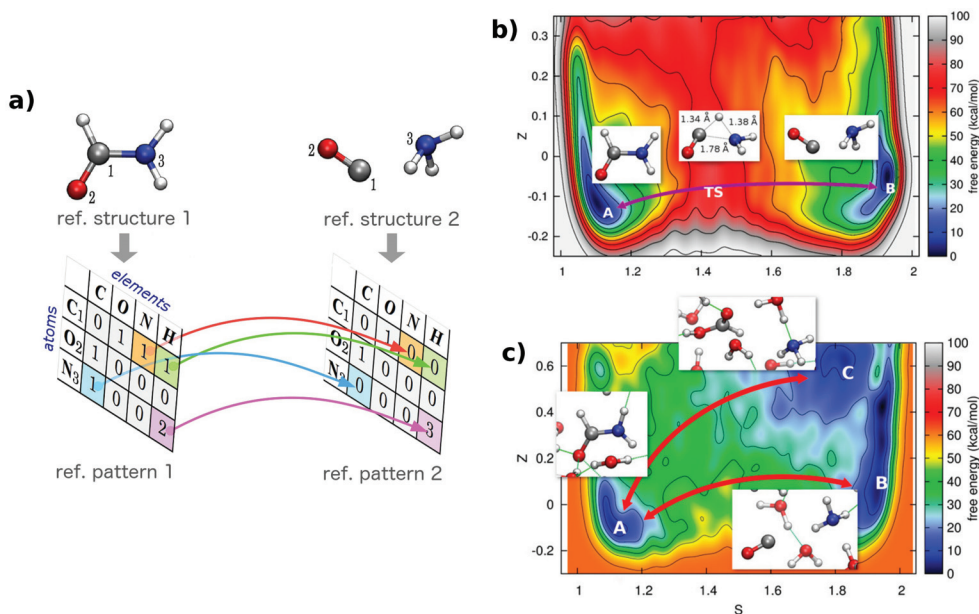 a)
1
2
3
ref. structure 1
2
1
3
ref. structure 2
elements
atoms
C O N H
C1 0 1 1 1
O2 1 0 0 0
N3 1 0 0 2
ref. pattern 1
C O N H
C1 0 1 0 0
O2 1 0 0 0
N3 0 0 0 3
ref. pattern 2
b)
0.3
0.2
0.1
0
-0.1
-0.2
Z
1.34 Å
1.38 Å
1.78 Å
TS
A
B
1 1.2 1.4 1.6 1.8 2
100
90
80
70
60
50
40
30
20
10
0
free energy (kcal/mol)
c)
0.6
0.4
0.2
0
-0.2
Z
A
B
C
1 1.2 1.4 1.6 1.8 2
S
100
90
80
70
60
50
40
30
20
10
0
free energy (kcal/mol)